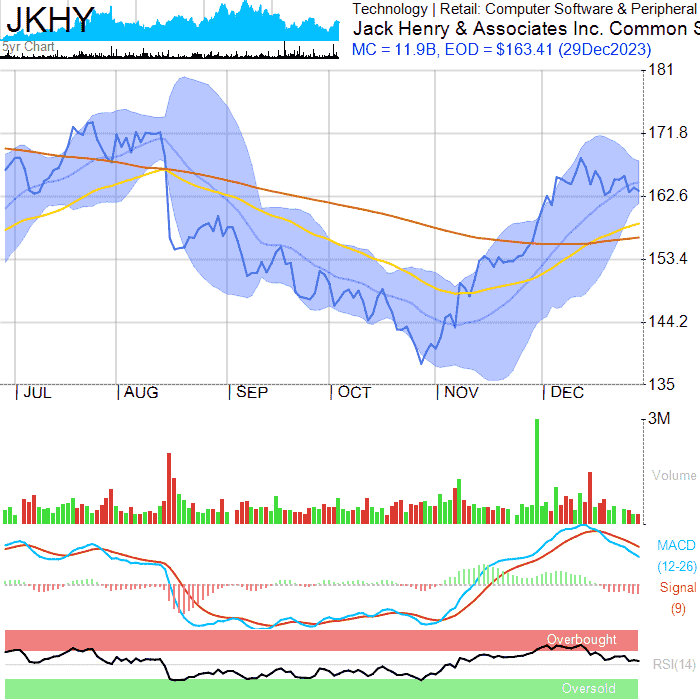 JKHY
5yr Chart
Technology | Retail: Computer Software & Peripheral
Jack Henry & Associates Inc. Common S
MC = 11.9B, EOD = $163.41 (29Dec2023)
181
171.8
162.6
153.4
144.2
135
JUL AUG SEP OCT NOV DEC
3M
Volume
MACD
(12-26)
Signal
(9)
Overbought
RSI(14)
Oversold